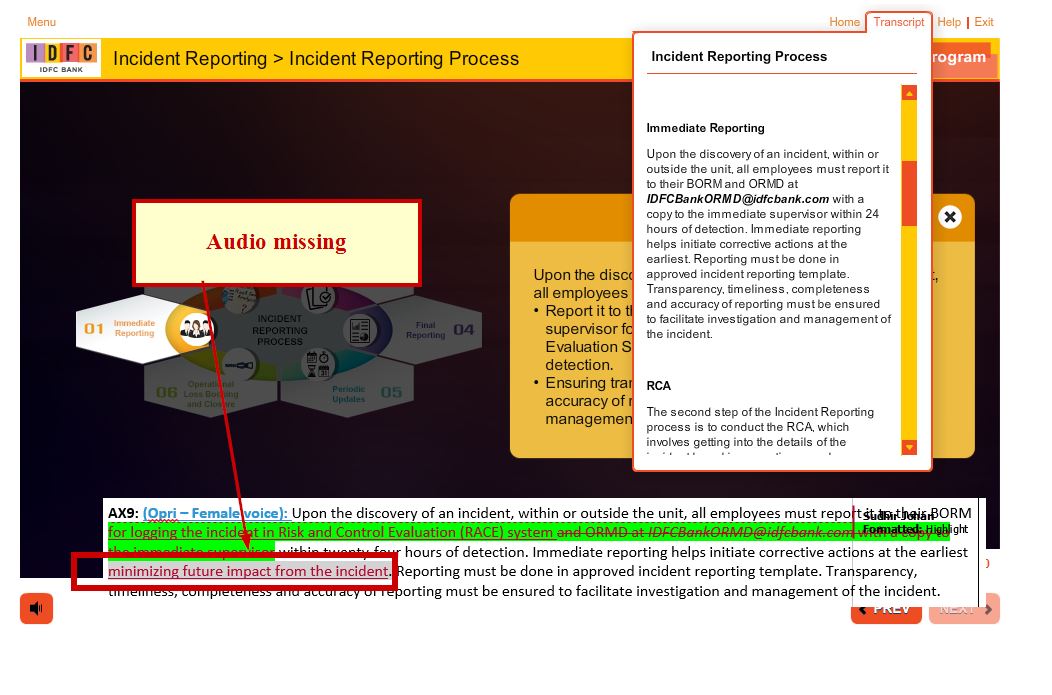 Menu
Home
Transcript
Help
Exit
IDFC
IDFC BANK
Incident Reporting > Incident Reporting Process
rogram
Incident Reporting Process
Immediate Reporting
Upon the discovery of an incident, within or
outside the unit, all employees must report it
to their BORM and ORMD at
IDFCBankORMD@idfcbank.com with a
copy to the immediate supervisor within 24
hours of detection. Immediate reporting
helps initiate corrective actions at the
earliest. Reporting must be done in
approved incident reporting template.
Transparency, timeliness, completeness
and accuracy of reporting must be ensured
to facilitate investigation and management of
the incident.
RCA
The second step of the Incident Reporting
process is to conduct the RCA, which
involves getting into the details of the
Audio missing
01
Immediate
Reporting
INCIDENT
REPORTING
PROCESS
Final
Reporting
04
06
Operational
Loss Booking
and Closure
Periodic
Updates
05
Upon the disco
all employees
• Report it to th
supervisor fo
Evaluation S
detection.
• Ensuring tran
accuracy of r
managemen
AX9: (Opri – Female voice): Upon the discovery of an incident, within or outside the unit, all employees must report it to their BORM
for logging the incident in Risk and Control Evaluation (RACE) system and ORMD at IDFCBankORMD@idfcbank.com with a copy to
the immediate supervisor within twenty four hours of detection. Immediate reporting helps initiate corrective actions at the earliest
minimizing future impact from the incident. Reporting must be done in approved incident reporting template. Transparency,
timeliness, completeness and accuracy of reporting must be ensured to facilitate investigation and management of the incident.
Sudhir Johari
Formatted: Highlight
PREV
NEXT